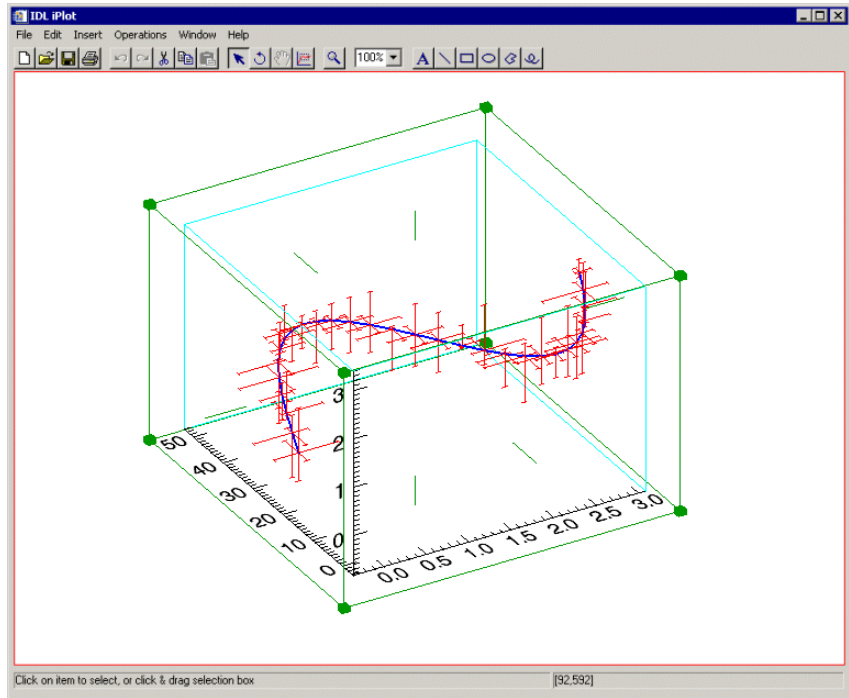 IDL iPlot
File Edit Insert Operations Window Help
100% A
3
2
1
0
50
40
30
20
10
0
0.0 0.5 1.0 1.5 2.0 2.5 3.0
Click on item to select, or click & drag selection box [92,592]